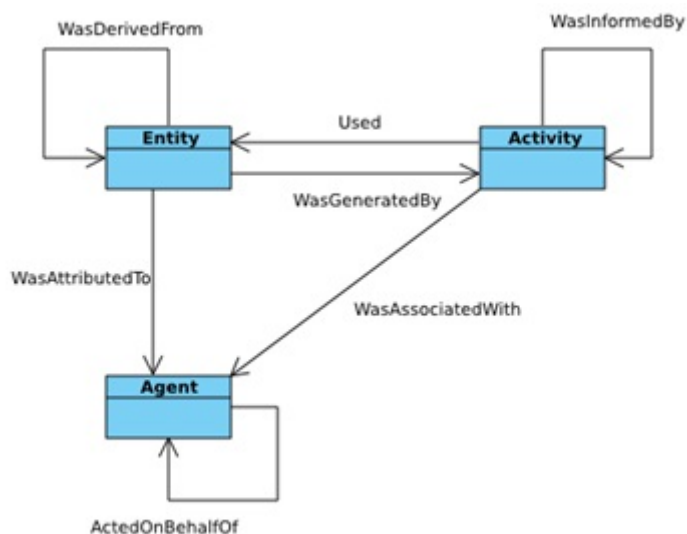 WasInformedBy
WasDerivedFrom
Used
Entity
Activity
WasGeneratedBy
WasAttributedTo
WasAssociatedWith
Agent
ActedOnBehalfOf